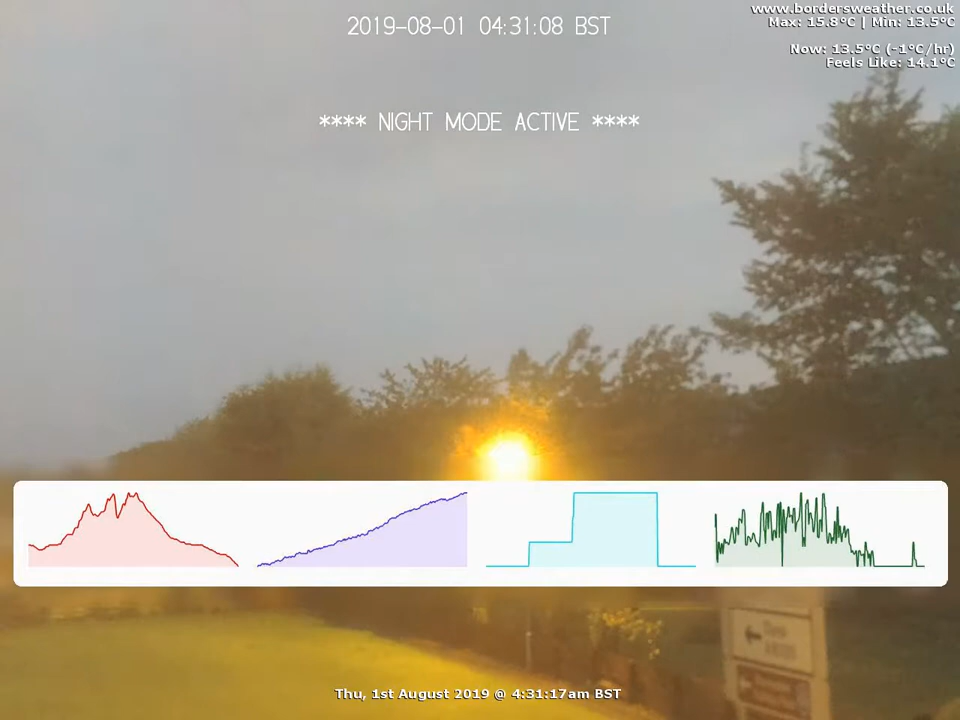 www.bordersweather.co.uk
2019-08-01 04:31:08 BST
Max: 15.8°C | Min: 13.5°C
Now: 13.5°C (-1°C/hr)
Feels Like: 14.1°C
**** NIGHT MODE ACTIVE ****
Thu, 1st August 2019 @ 4:31:17am BST